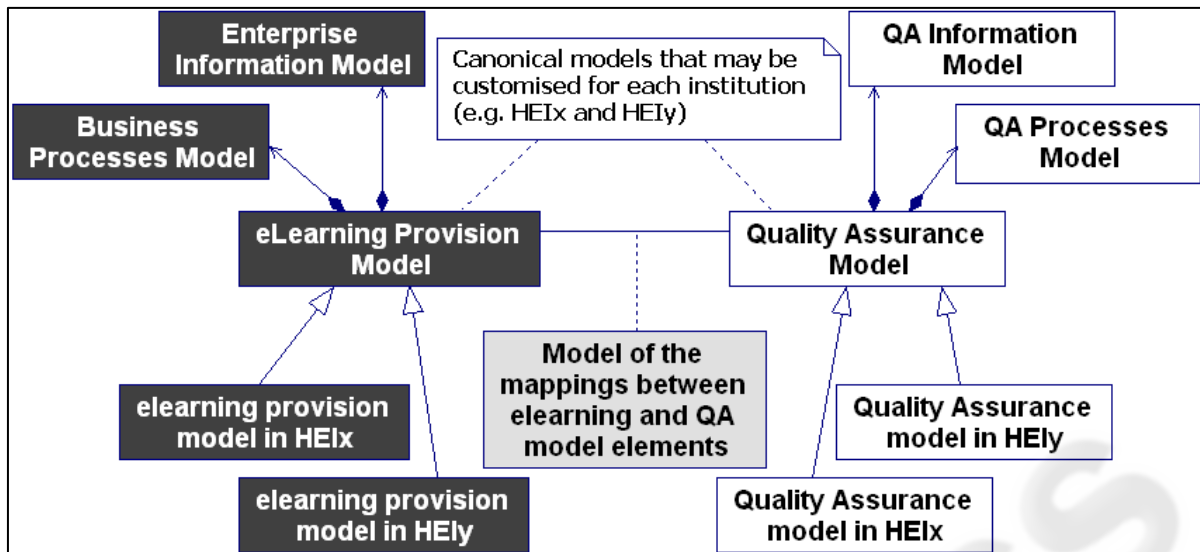 Enterprise
Information Model
Canonical models that may be
customised for each institution
(e.g. HEIx and HEIy)
QA Information
Model
Business
Processes Model
QA Processes
Model
eLearning Provision
Model
Quality Assurance
Model
Model of the
mappings between
elearning and QA
model elements
elearning provision
model in HEIx
Quality Assurance
model in HEIy
elearning provision
model in HEIy
Quality Assurance
model in HEIx